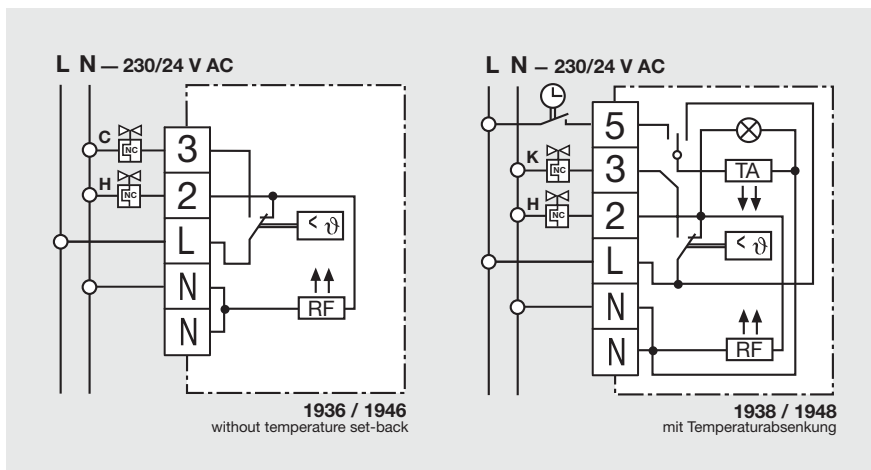 L N — 230/24 V AC
C
NC
3
H
NC
2
< ϑ
L
N
RF
N
1936 / 1946
without temperature set-back
L N – 230/24 V AC
5
K
NC
3
TA
H
NC
2
< ϑ
L
N
RF
N
1938 / 1948
mit Temperaturabsenkung